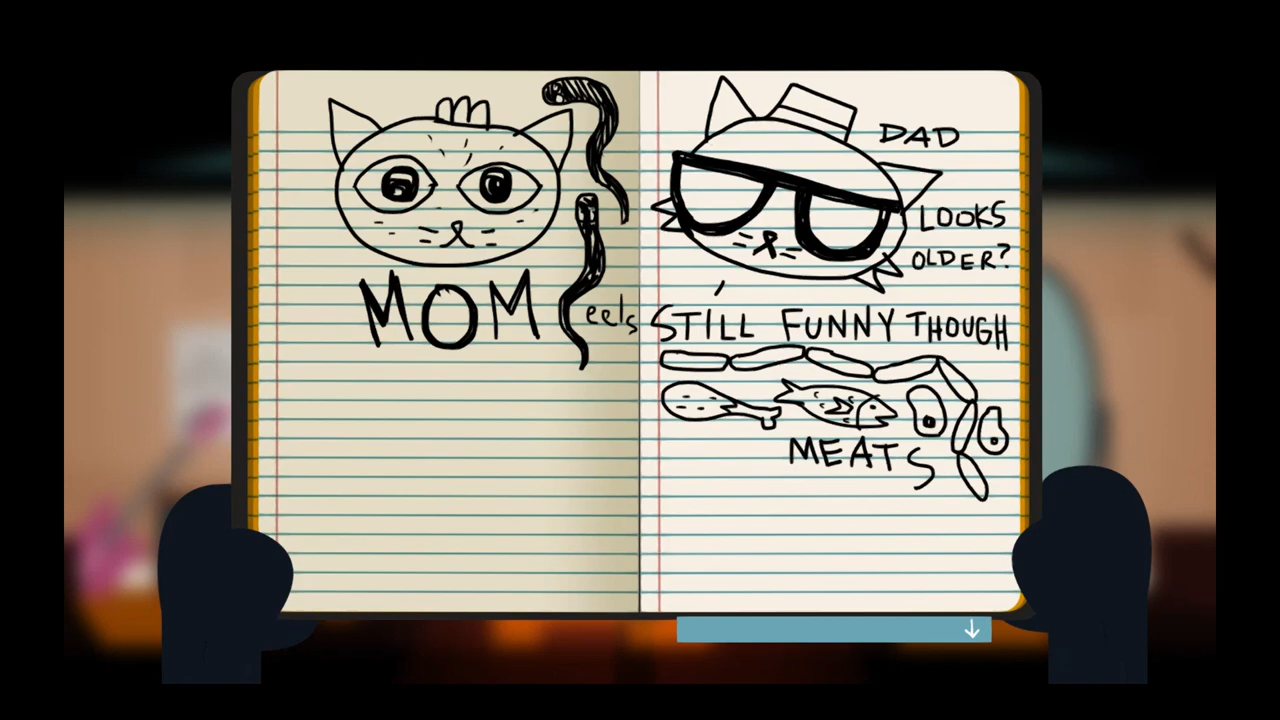 MOM
eels
DAD
LOOKS
OLDER?
STILL FUNNY THOUGH
MEATS